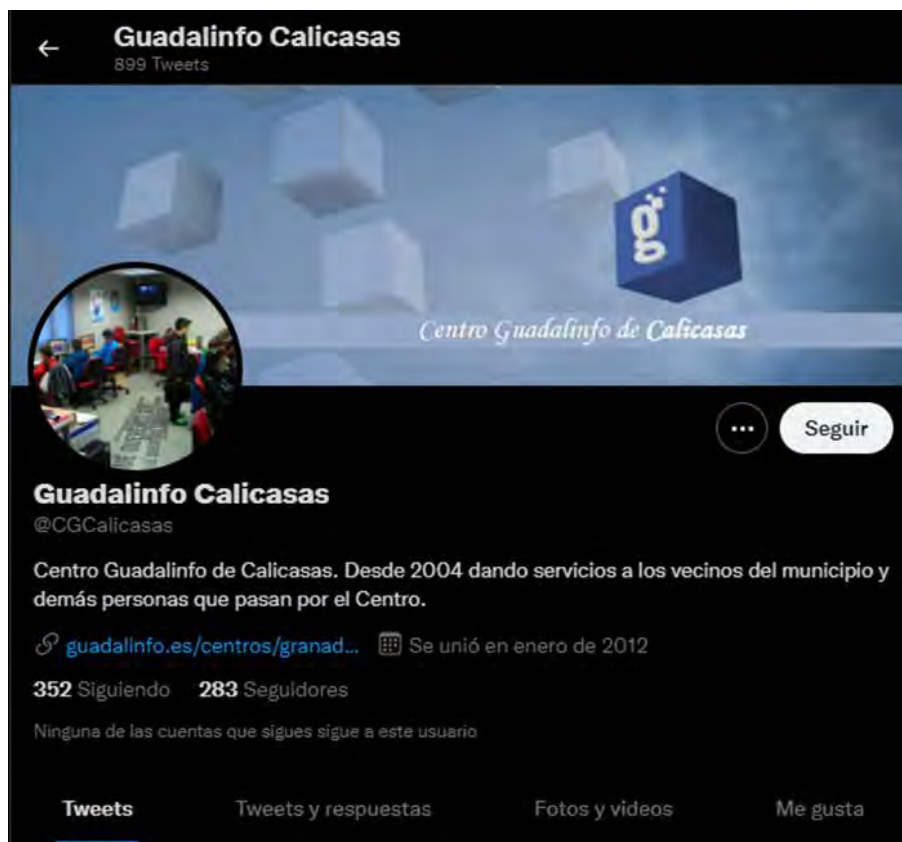 Guadalinfo Calicasas
899 Tweets
g
Centro Guadalinfo de Calicasas
Seguir
Guadalinfo Calicasas
@CGCalicasas
Centro Guadalinfo de Calicasas. Desde 2004 dando servicios a los vecinos del municipio y
demás personas que pasan por el Centro.
guadalinfo.es/centros/granad... Se unió en enero de 2012
352 Siguiendo 283 Seguidores
Ninguna de las cuentas que sigues sigue a este usuario
Tweets Tweets y respuestas Fotos y videos Me gusta